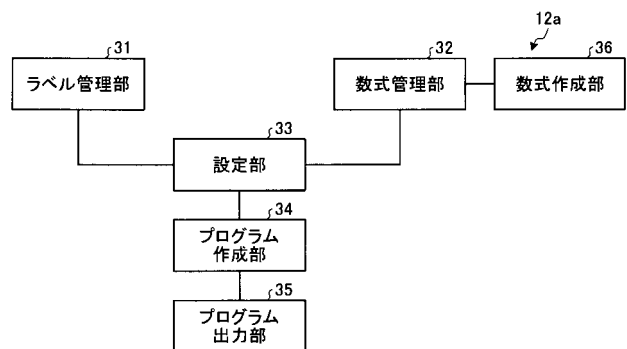 12a
31
ラベル管理部
32
数式管理部
36
数式作成部
33
設定部
34
プログラム
作成部
35
プログラム
出力部